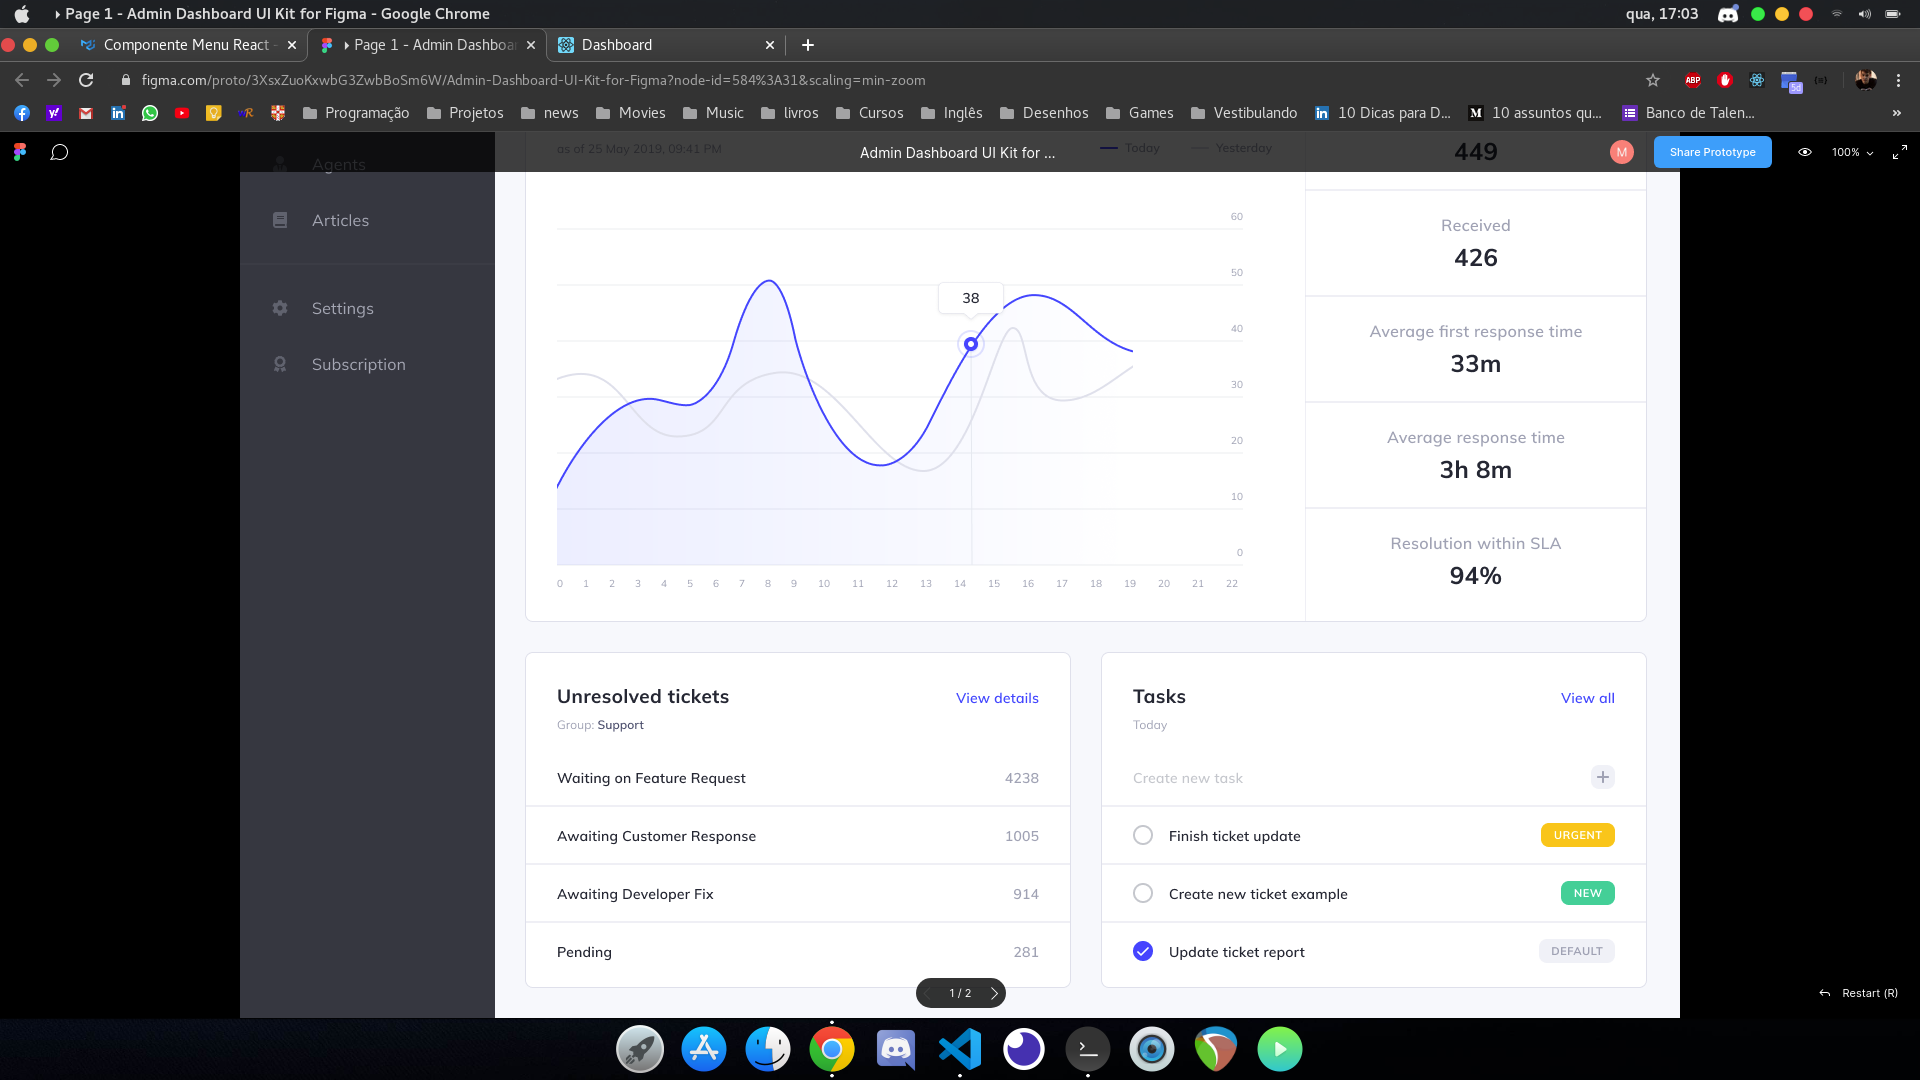 Page 1 - Admin Dashboard UI Kit for Figma - Google Chrome
qua, 17:03
Componente Menu React -
Page 1 - Admin Dashboa
Dashboard
figma.com/proto/3XsxZuoKxwbG3ZwbBoSm6W/Admin-Dashboard-UI-Kit-for-Figma?node-id=584%3A31&scaling=min-zoom
ABP
5d
Programação
Projetos
news
Movies
Music
livros
Cursos
Inglês
Desenhos
Games
Vestibulando
10 Dicas para D...
10 assuntos qu...
Banco de Talen...
»
Agents
as of 25 May 2019, 09:41 PM
Admin Dashboard UI Kit for ...
Today
Yesterday
449
M
Share Prototype
100%
Articles
Settings
Subscription
60
50
40
30
20
10
0
38
0 1 2 3 4 5 6 7 8 9 10 11 12 13 14 15 16 17 18 19 20 21 22
Received
426
Average first response time
33m
Average response time
3h 8m
Resolution within SLA
94%
Unresolved tickets
View details
Group: Support
Waiting on Feature Request 4238
Awaiting Customer Response 1005
Awaiting Developer Fix 914
Pending 281
Tasks
View all
Today
Create new task
Finish ticket update URGENT
Create new ticket example NEW
Update ticket report DEFAULT
1 / 2
Restart (R)